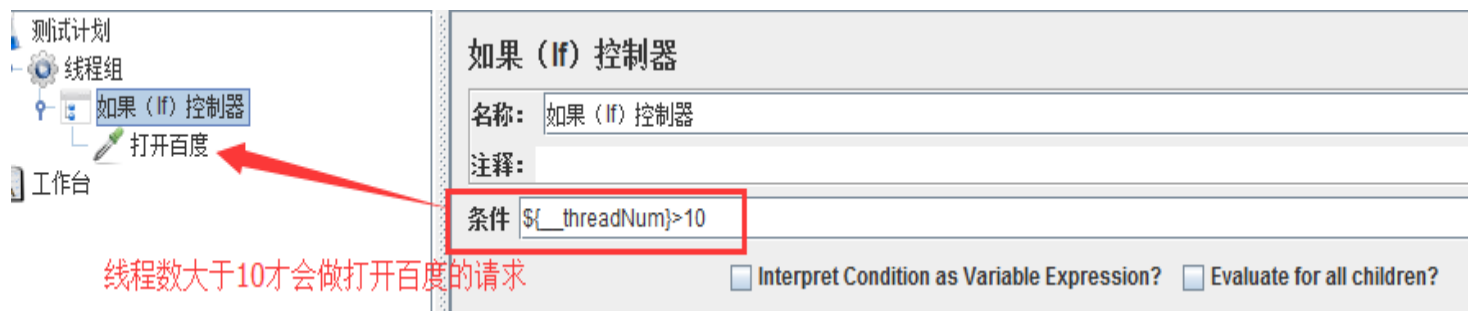 测试计划
线程组
如果（If）控制器
打开百度
工作台
如果（If）控制器
名称： 如果（If）控制器
注释：
条件 ${__threadNum}>10
线程数大于10才会做打开百度的请求
Interpret Condition as Variable Expression? Evaluate for all children?